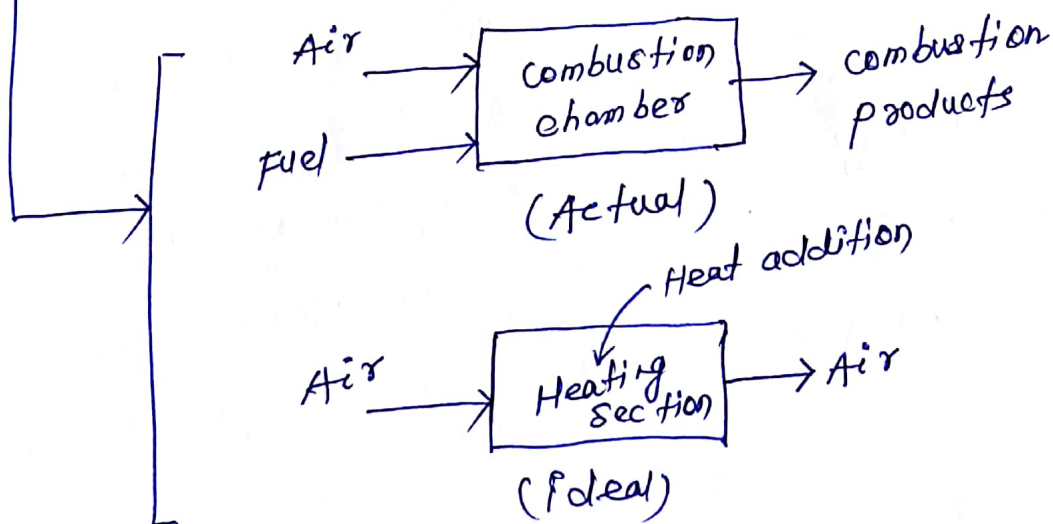 Air
Fuel
Combustion
chamber
combustion
products
(Actual)
Heat addition
Air
Heating
section
Air
(ideal)